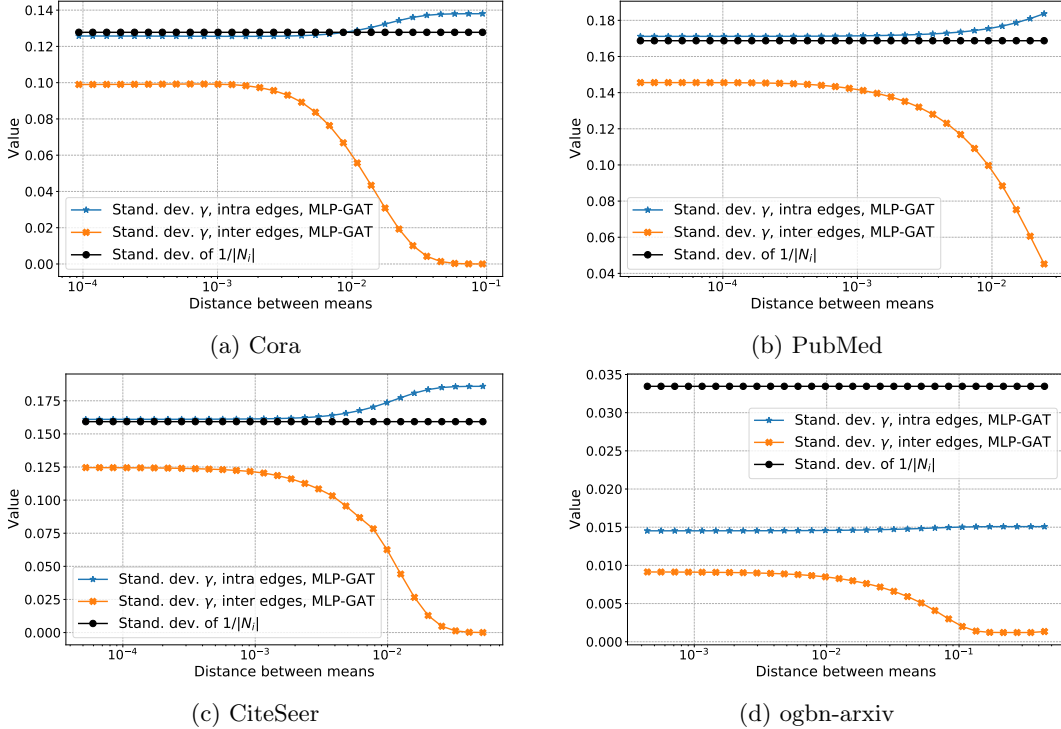 0.14
0.12
0.10
0.08
0.06
0.04
0.02
0.00
Value
Stand. dev. γ, intra edges, MLP-GAT
Stand. dev. γ, inter edges, MLP-GAT
Stand. dev. of 1/|N_i|
10^−4 10^−3 10^−2 10^−1
Distance between means
(a) Cora
0.18
0.16
0.14
0.12
0.10
0.08
0.06
0.04
Value
Stand. dev. γ, intra edges, MLP-GAT
Stand. dev. γ, inter edges, MLP-GAT
Stand. dev. of 1/|N_i|
10^−4 10^−3 10^−2
Distance between means
(b) PubMed
0.175
0.150
0.125
0.100
0.075
0.050
0.025
0.000
Value
Stand. dev. γ, intra edges, MLP-GAT
Stand. dev. γ, inter edges, MLP-GAT
Stand. dev. of 1/|N_i|
10^−4 10^−3 10^−2
Distance between means
(c) CiteSeer
0.035
0.030
0.025
0.020
0.015
0.010
0.005
0.000
Value
Stand. dev. γ, intra edges, MLP-GAT
Stand. dev. γ, inter edges, MLP-GAT
Stand. dev. of 1/|N_i|
10^−3 10^−2 10^−1
Distance between means
(d) ogbn-arxiv